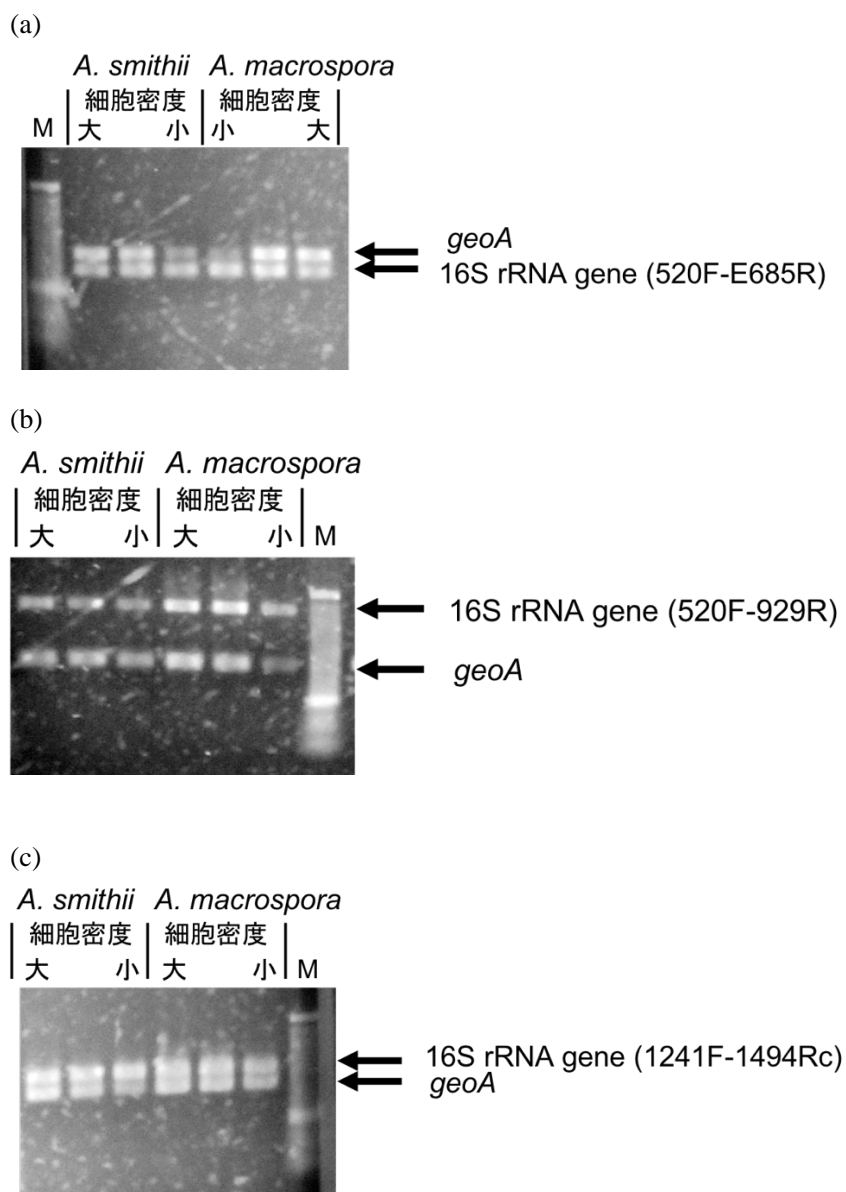 (a)
A. smithii A. macrospora
細胞密度 細胞密度
M 大 小 小 大
geoA
16S rRNA gene (520F-E685R)
(b)
A. smithii A. macrospora
細胞密度 細胞密度
大 小 大 小 M
16S rRNA gene (520F-929R)
geoA
(c)
A. smithii A. macrospora
細胞密度 細胞密度
大 小 大 小 M
16S rRNA gene (1241F-1494Rc)
geoA